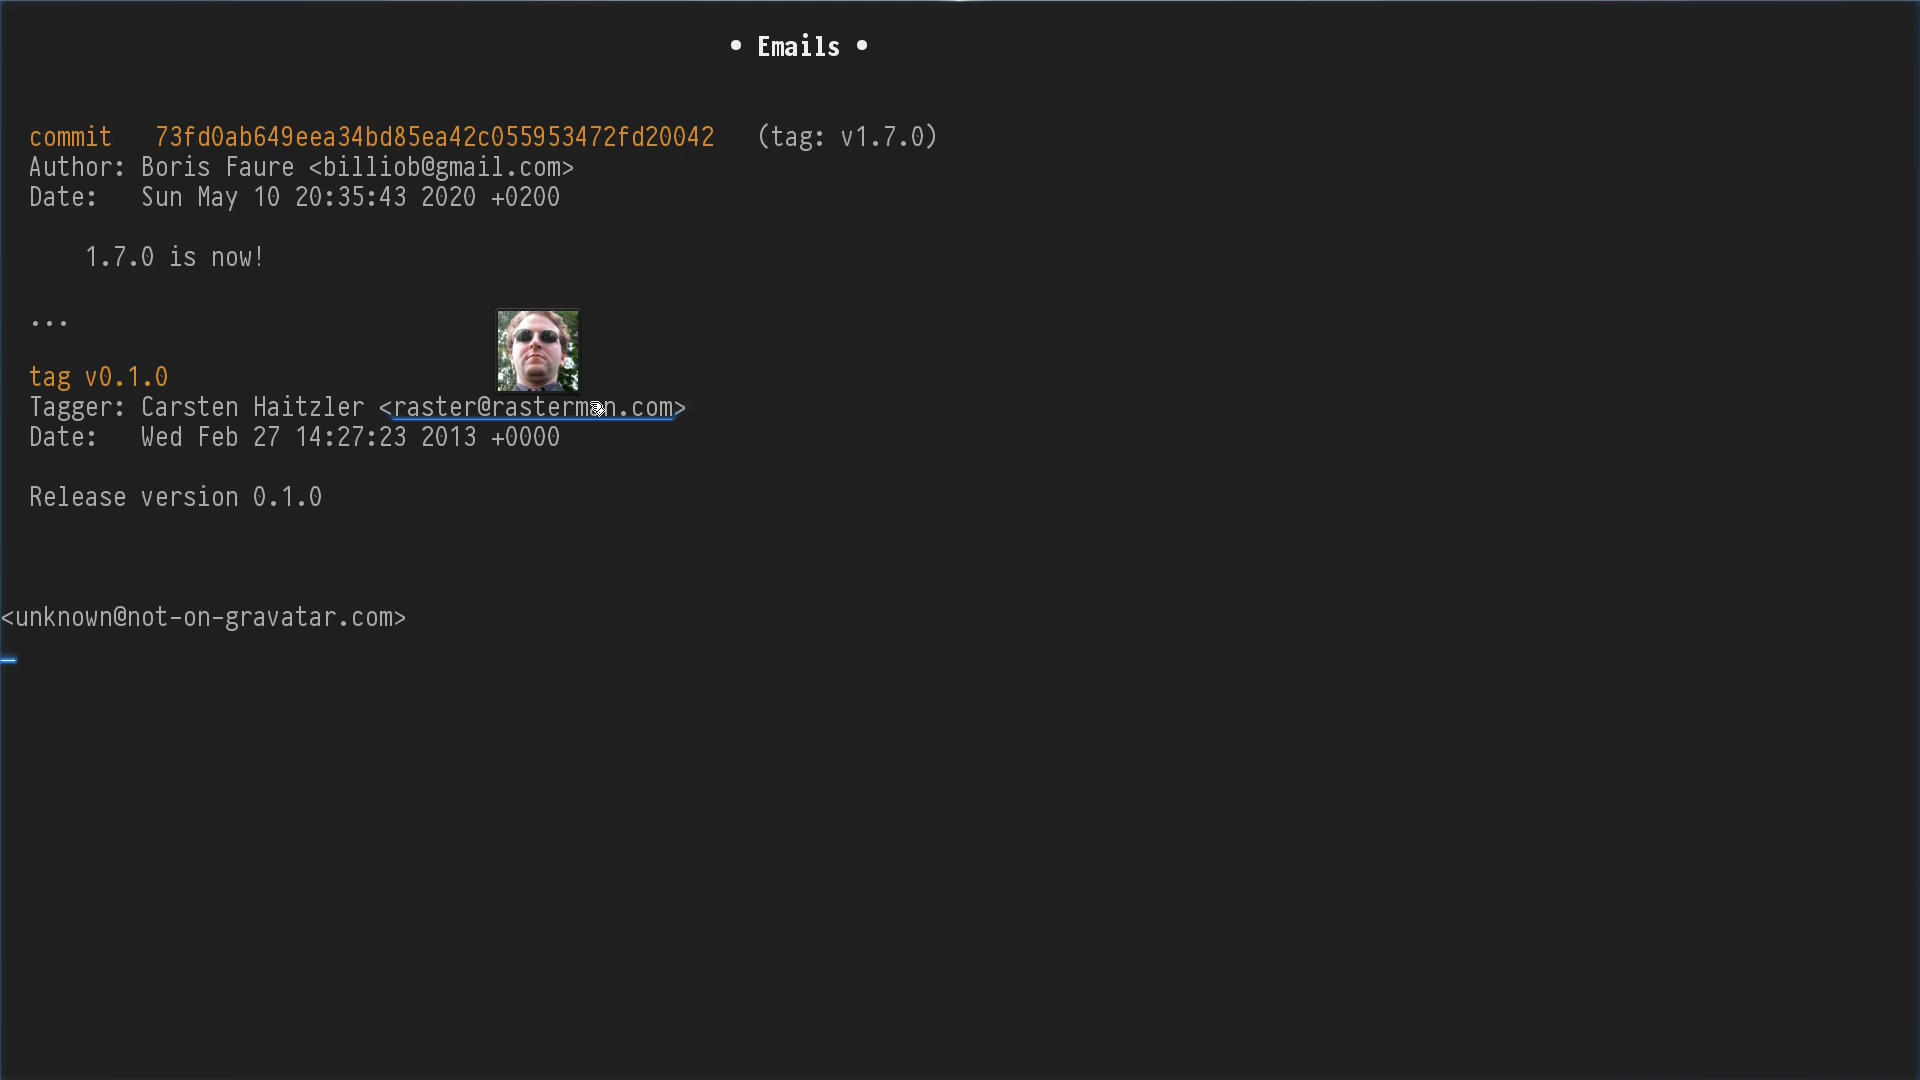 • Emails •
commit 73fd0ab649eea34bd85ea42c055953472fd20042 (tag: v1.7.0)
Author: Boris Faure <billiob@gmail.com>
Date: Sun May 10 20:35:43 2020 +0200
1.7.0 is now!
...
tag v0.1.0
Tagger: Carsten Haitzler <raster@rasterman.com>
Date: Wed Feb 27 14:27:23 2013 +0000
Release version 0.1.0
<unknown@not-on-gravatar.com>